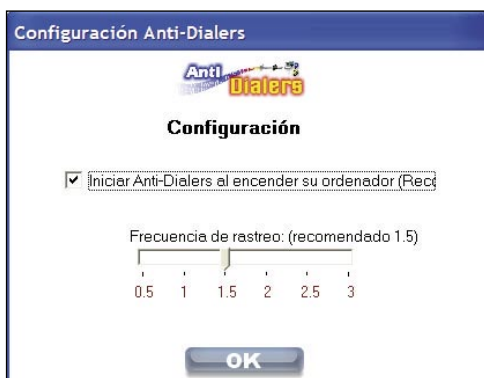 Configuración Anti-Dialers
Anti
Dialers
Configuración
Iniciar Anti-Dialers al encender su ordenador (Reco
Frecuencia de rastreo: (recomendado 1.5)
0.5 1 1.5 2 2.5 3
OK